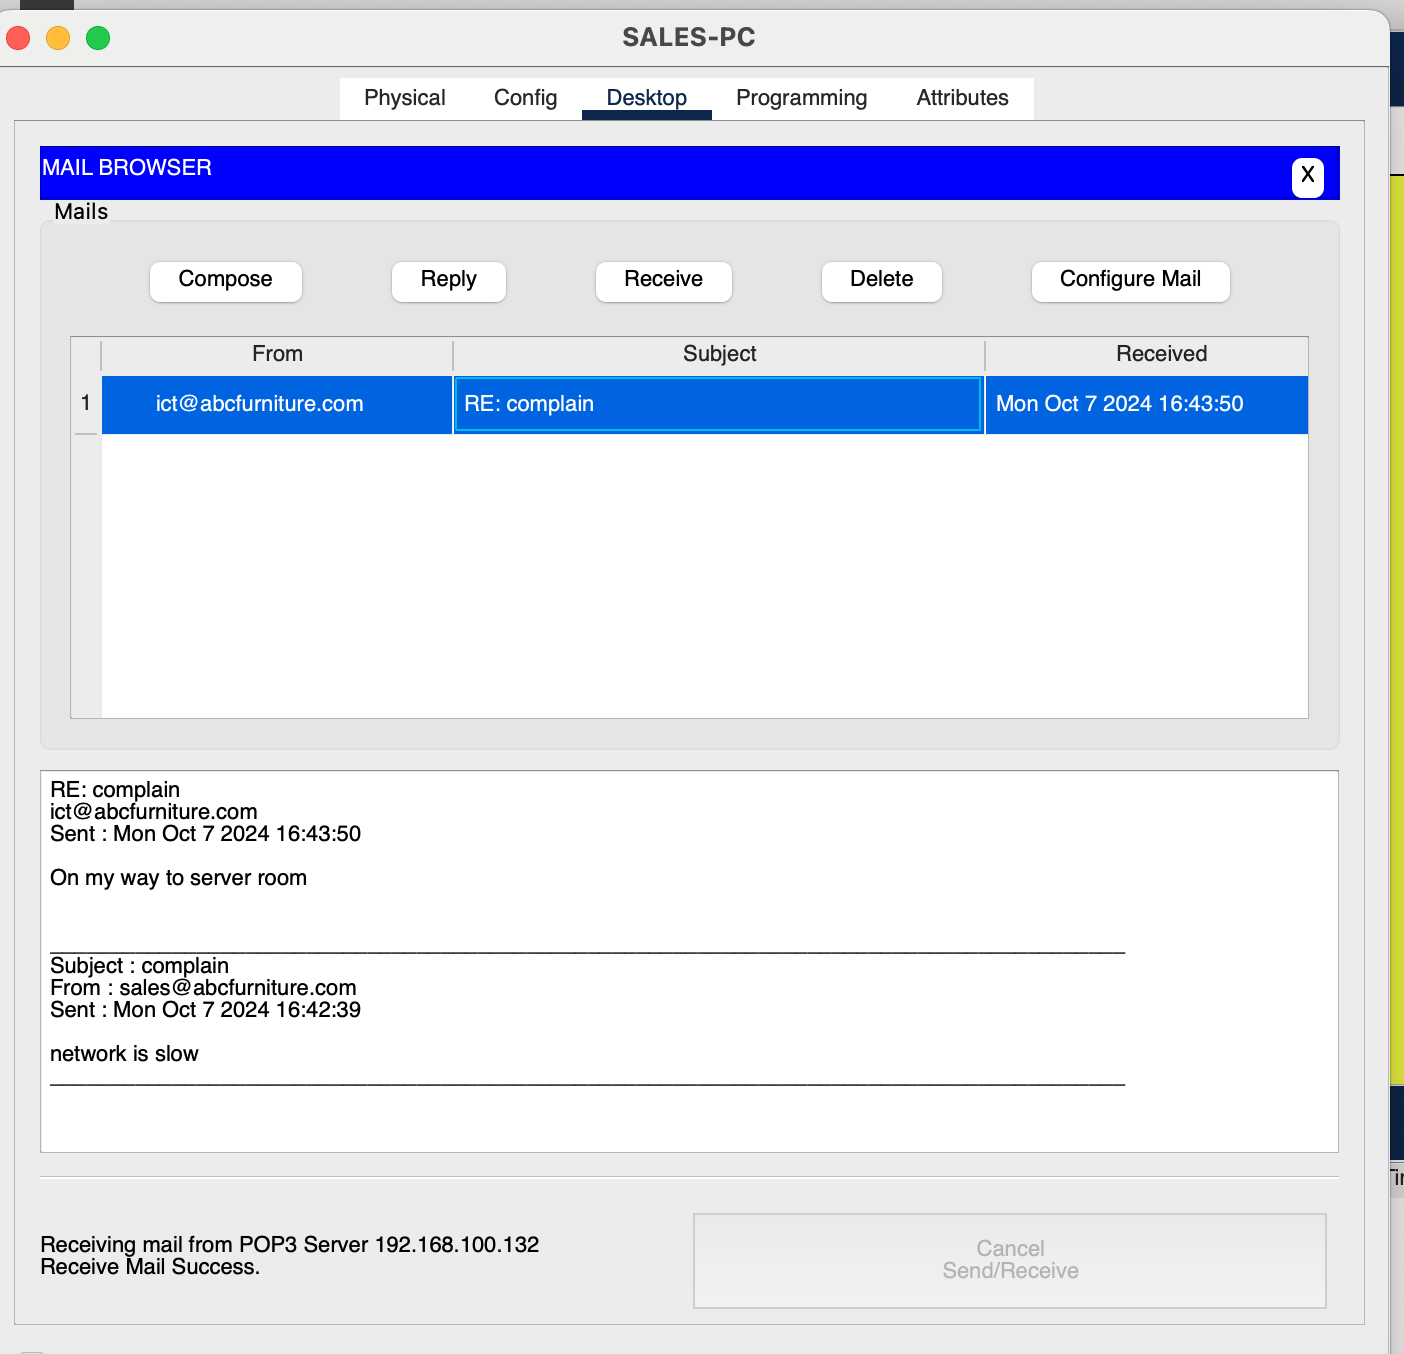 SALES-PC
Physical Config Desktop Programming Attributes
MAIL BROWSER
X
Mails
Compose Reply Receive Delete Configure Mail
From Subject Received
1 ict@abcfurniture.com RE: complain Mon Oct 7 2024 16:43:50
RE: complain
ict@abcfurniture.com
Sent : Mon Oct 7 2024 16:43:50
On my way to server room
Subject : complain
From : sales@abcfurniture.com
Sent : Mon Oct 7 2024 16:42:39
network is slow
Receiving mail from POP3 Server 192.168.100.132
Receive Mail Success.
Cancel
Send/Receive